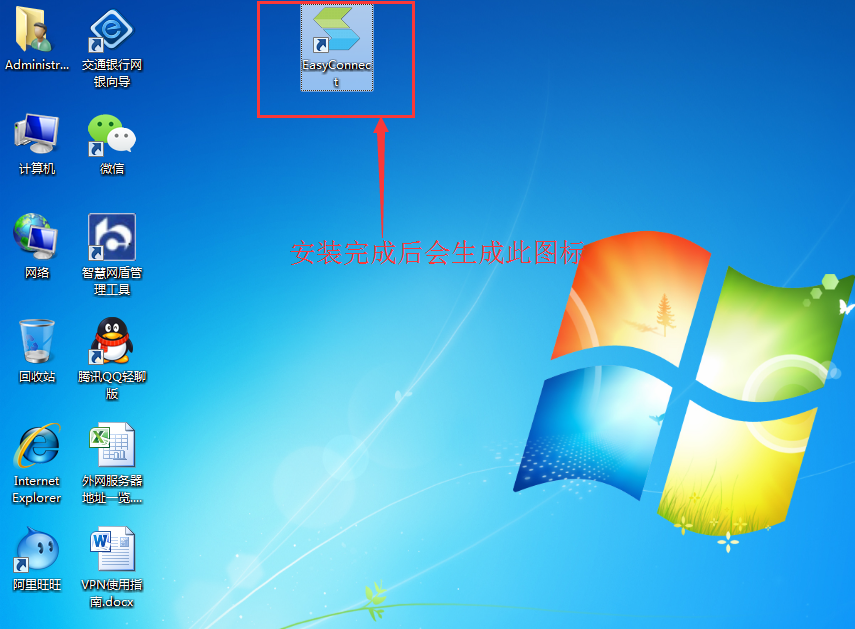 Administr...
交通银行网
银向导
EasyConnec
t
计算机
微信
安装完成后会生成此图标
网络
智慧网盾管
理工具
回收站
腾讯QQ轻聊
版
Internet
Explorer
外网服务器
地址一览....
阿里旺旺
VPN使用指
南.docx